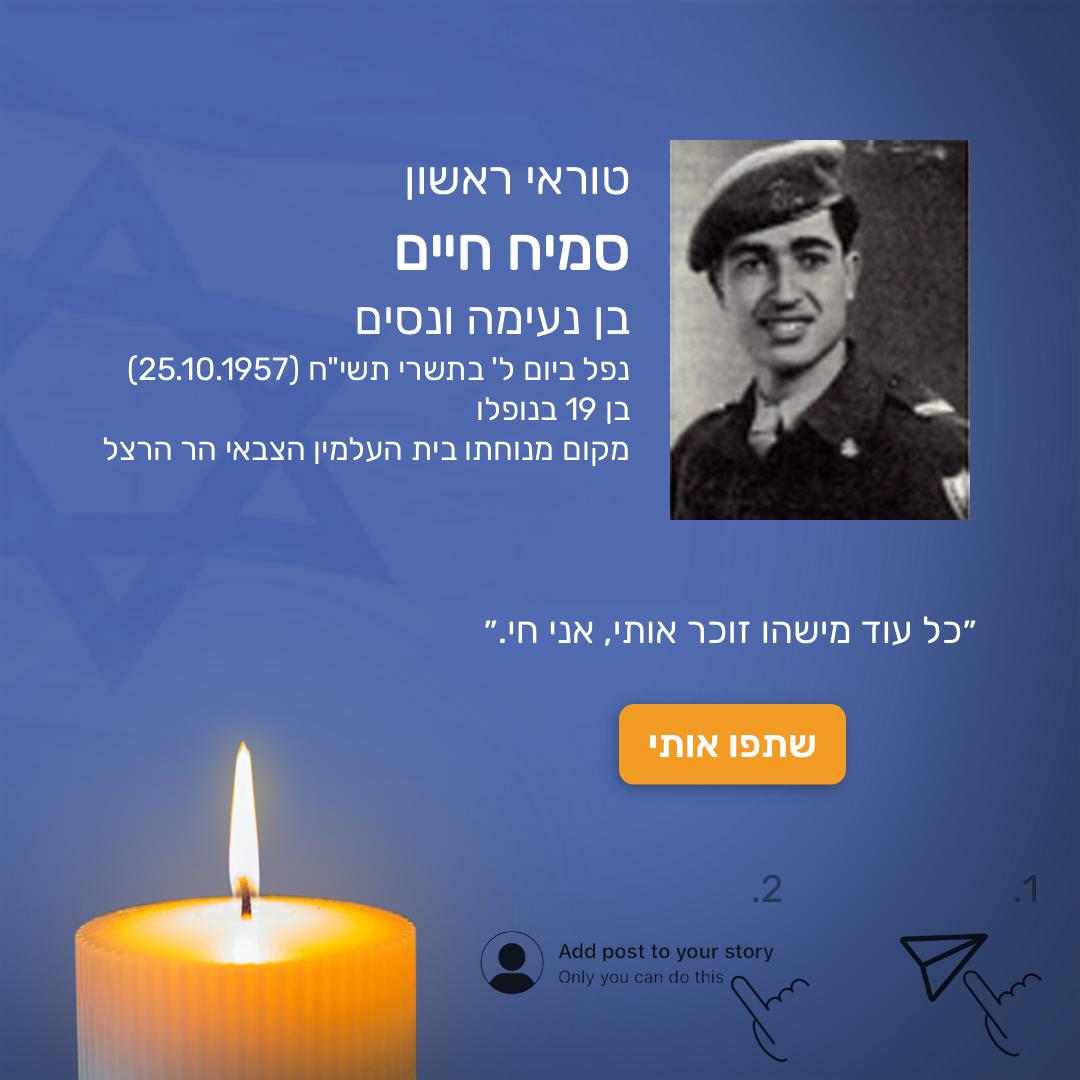 טוראי ראשון
סמיח חיים
בן נעימה ונסים
נפל ביום ל' בתשרי תשי"ח (25.10.1957)
בן 19 בנופלו
מקום מנוחתו בית העלמין הצבאי הר הרצל
״כל עוד מישהו זוכר אותי, אני חי.״
שתפו אותי
.1
.2
Add post to your story
Only you can do this